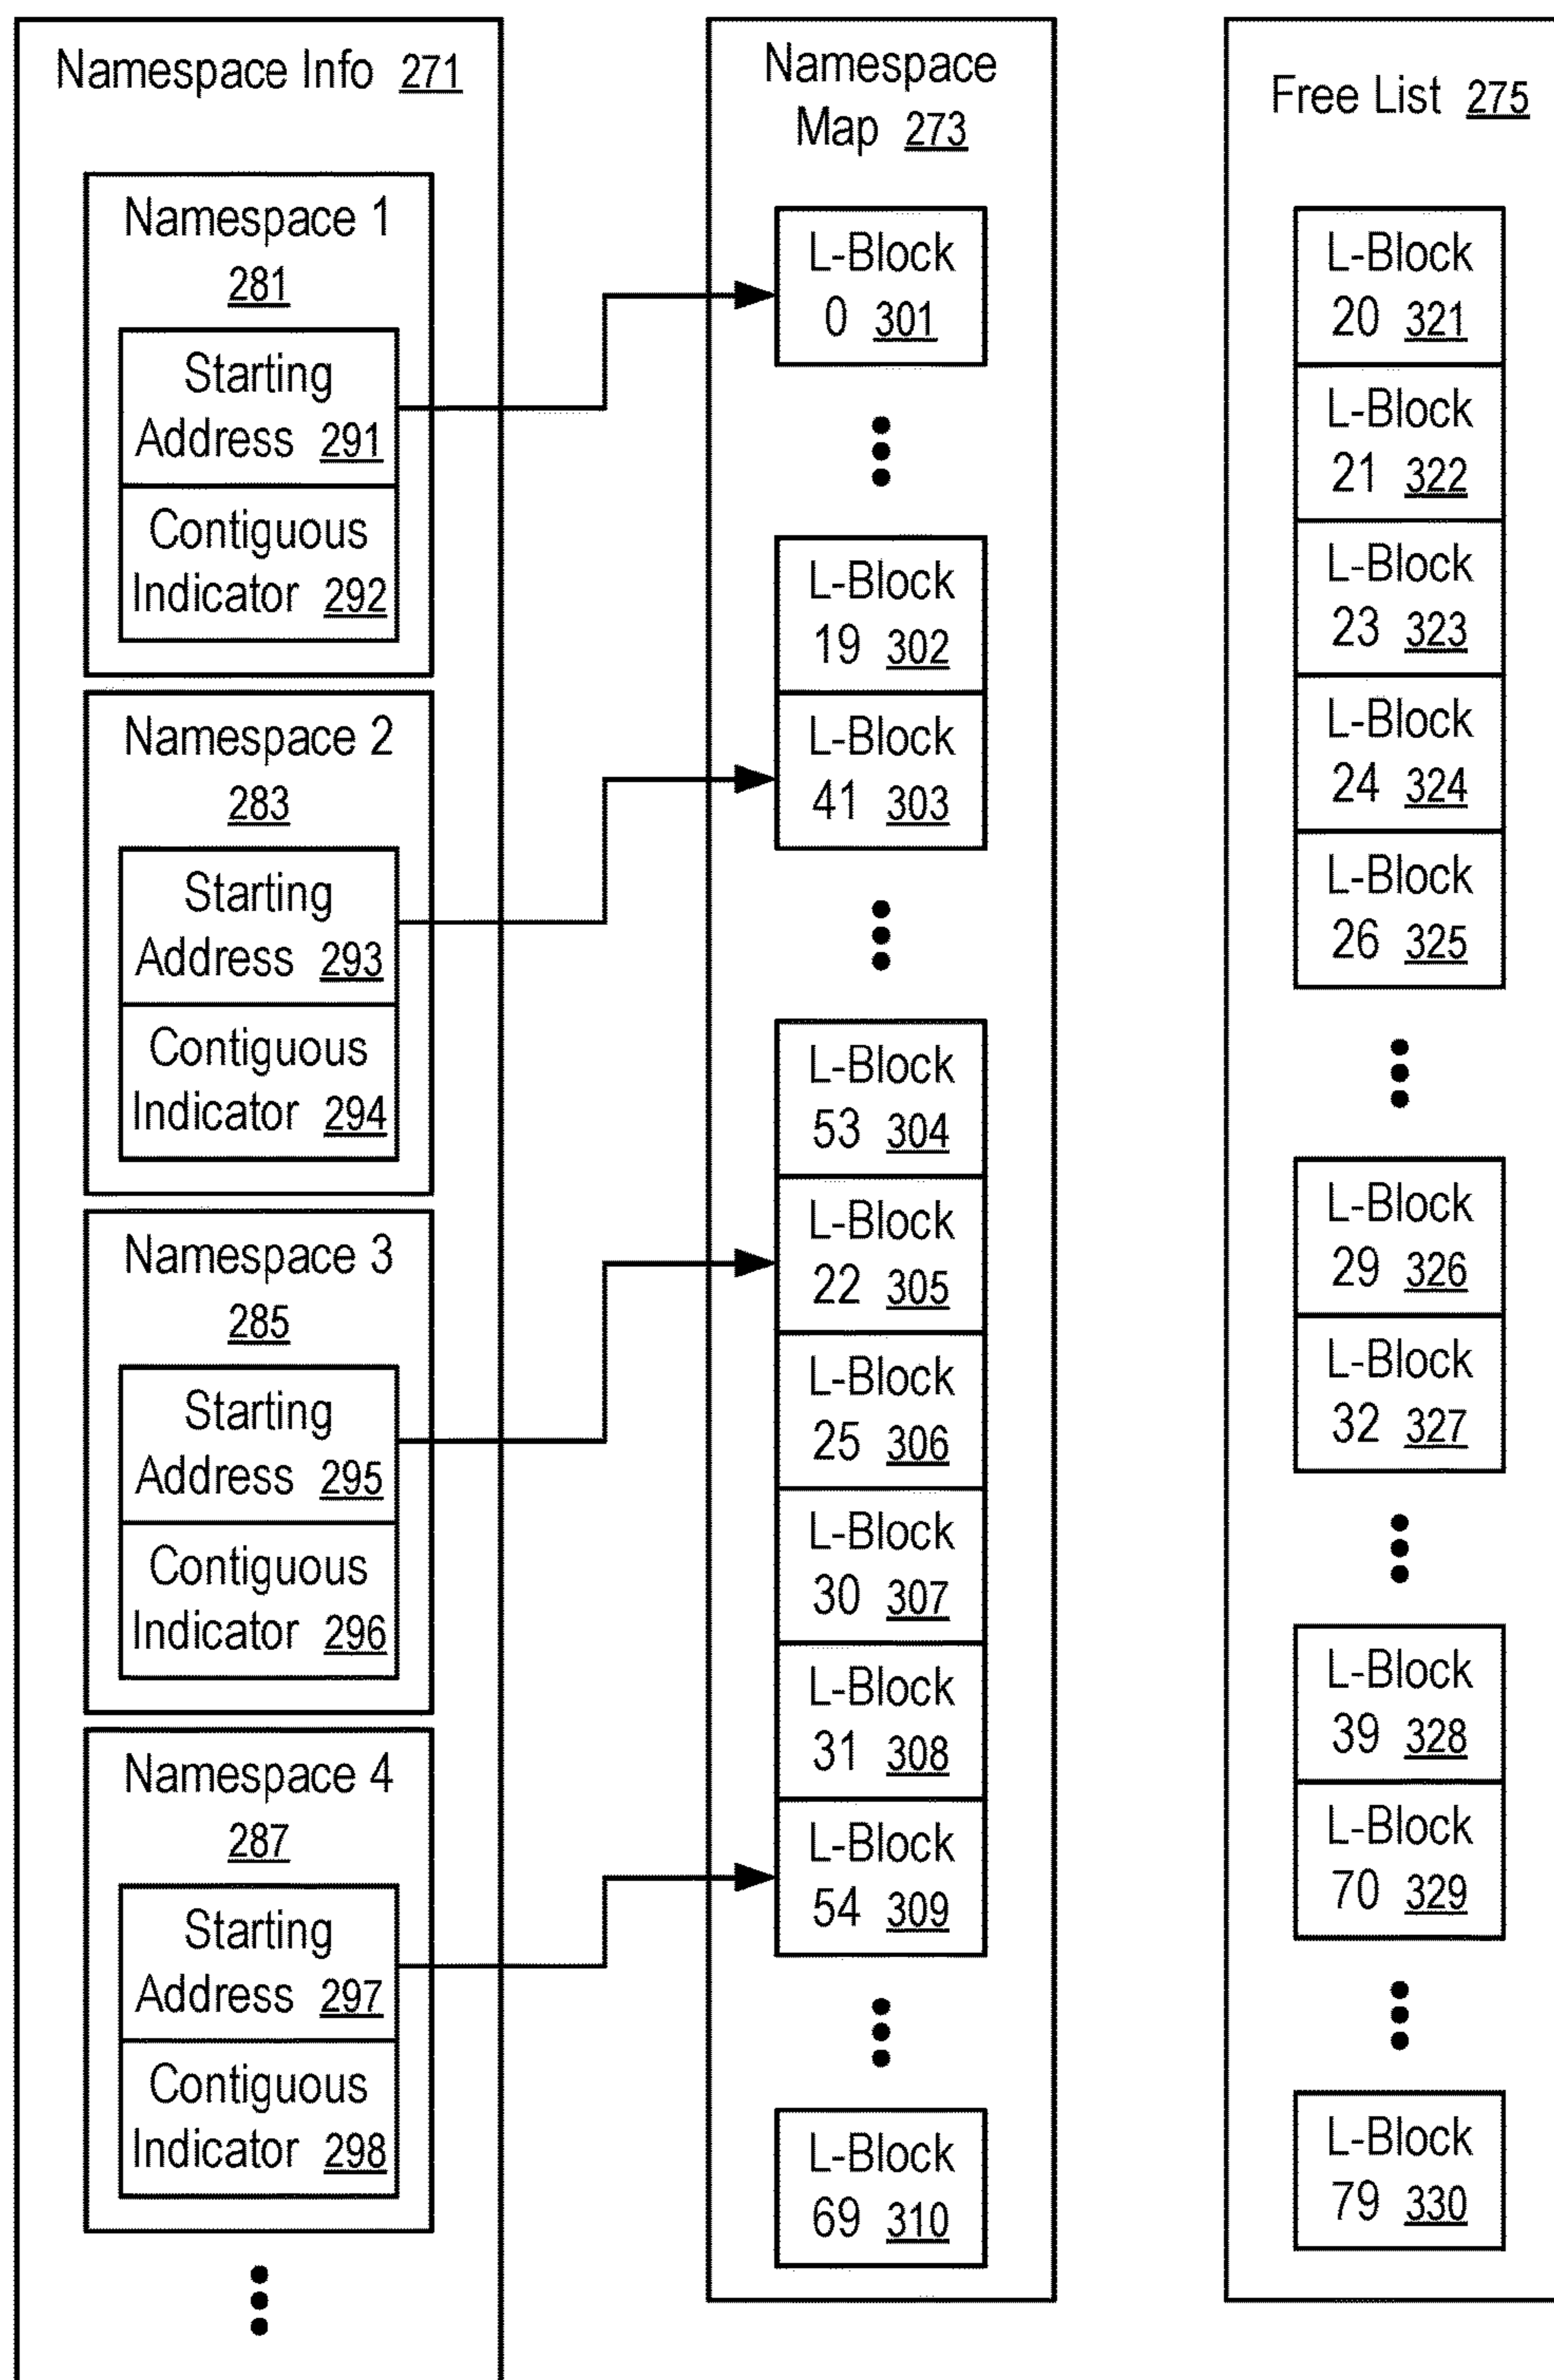 Namespace Info 271
Namespace 1
281
Starting
Address 291
Contiguous
Indicator 292
Namespace 2
283
Starting
Address 293
Contiguous
Indicator 294
Namespace 3
285
Starting
Address 295
Contiguous
Indicator 296
Namespace 4
287
Starting
Address 297
Contiguous
Indicator 298
Namespace
Map 273
L-Block
0 301
L-Block
19 302
L-Block
41 303
L-Block
53 304
L-Block
22 305
L-Block
25 306
L-Block
30 307
L-Block
31 308
L-Block
54 309
L-Block
69 310
Free List 275
L-Block
20 321
L-Block
21 322
L-Block
23 323
L-Block
24 324
L-Block
26 325
L-Block
29 326
L-Block
32 327
L-Block
39 328
L-Block
70 329
L-Block
79 330